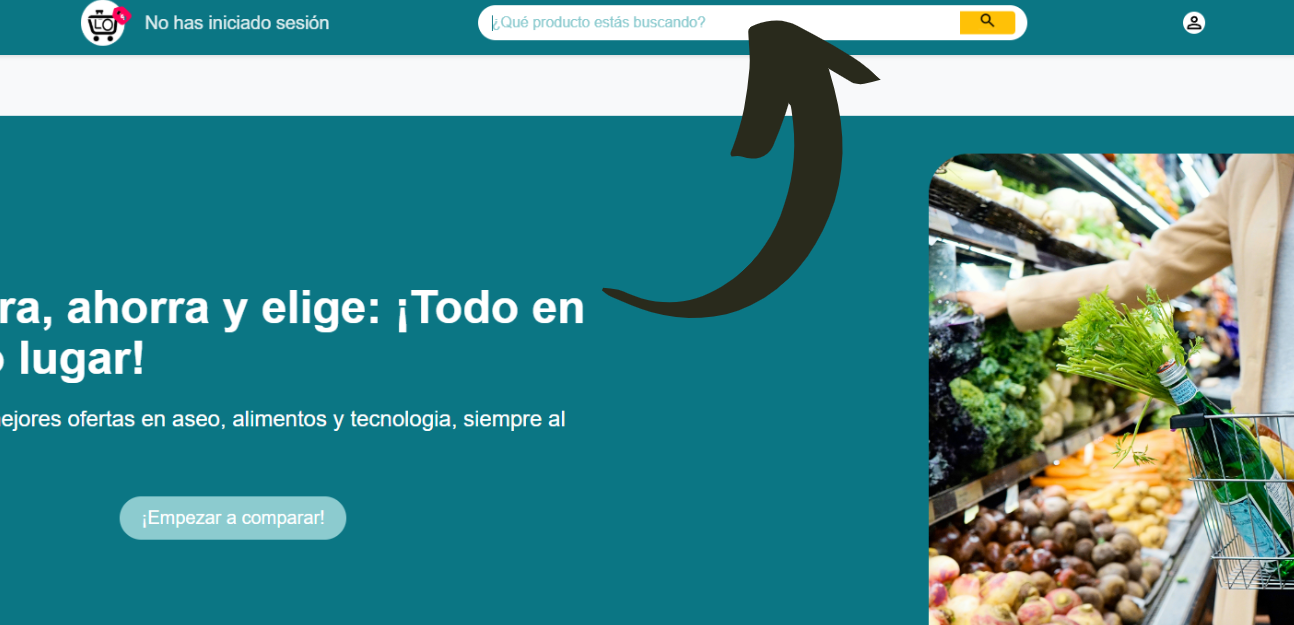 LO
No has iniciado sesión
¿Qué producto estás buscando?
ra, ahorra y elige: ¡Todo en
lugar!
ejores ofertas en aseo, alimentos y tecnologia, siempre al
¡Empezar a comparar!